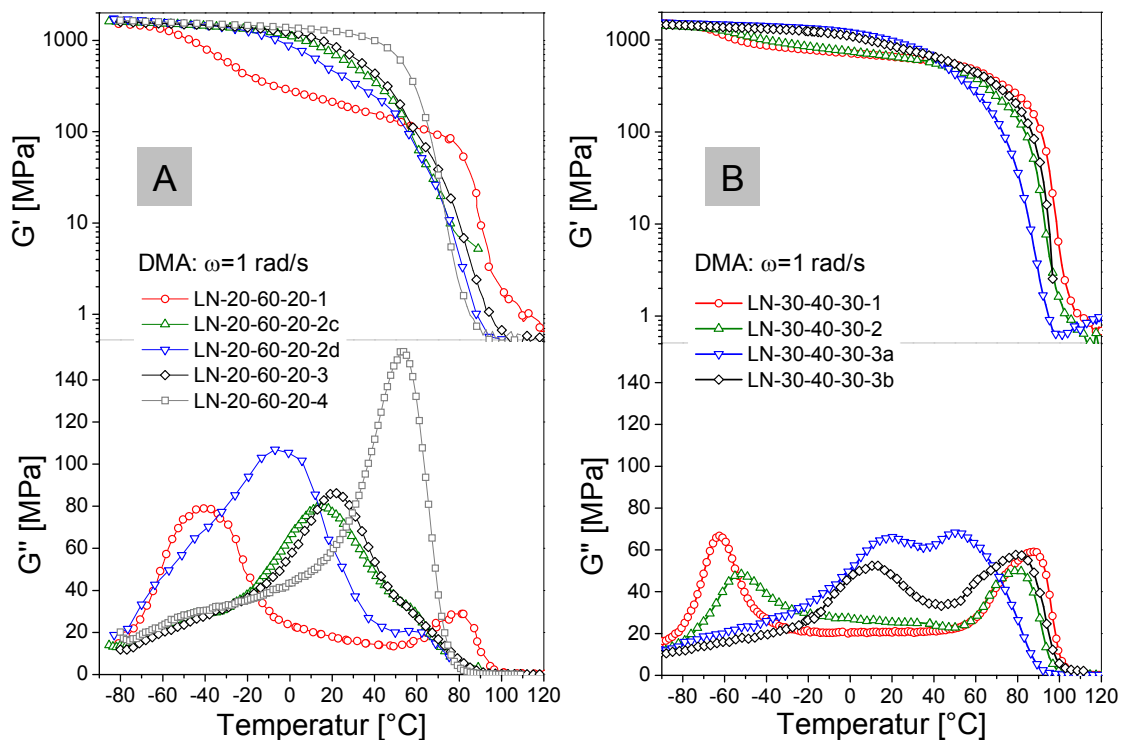 1000
100
10
1
G' [MPa]
A
DMA: ω=1 rad/s
LN-20-60-20-1
LN-20-60-20-2c
LN-20-60-20-2d
LN-20-60-20-3
LN-20-60-20-4
140
120
100
80
60
40
20
0
G'' [MPa]
-80 -40 0 40 80 120
Temperatur [°C]
1000
100
10
1
G' [MPa]
B
DMA: ω=1 rad/s
LN-30-40-30-1
LN-30-40-30-2
LN-30-40-30-3a
LN-30-40-30-3b
140
120
100
80
60
40
20
0
G'' [MPa]
-80 -60 -40 -20 0 20 40 60 80 100 120
Temperatur [°C]